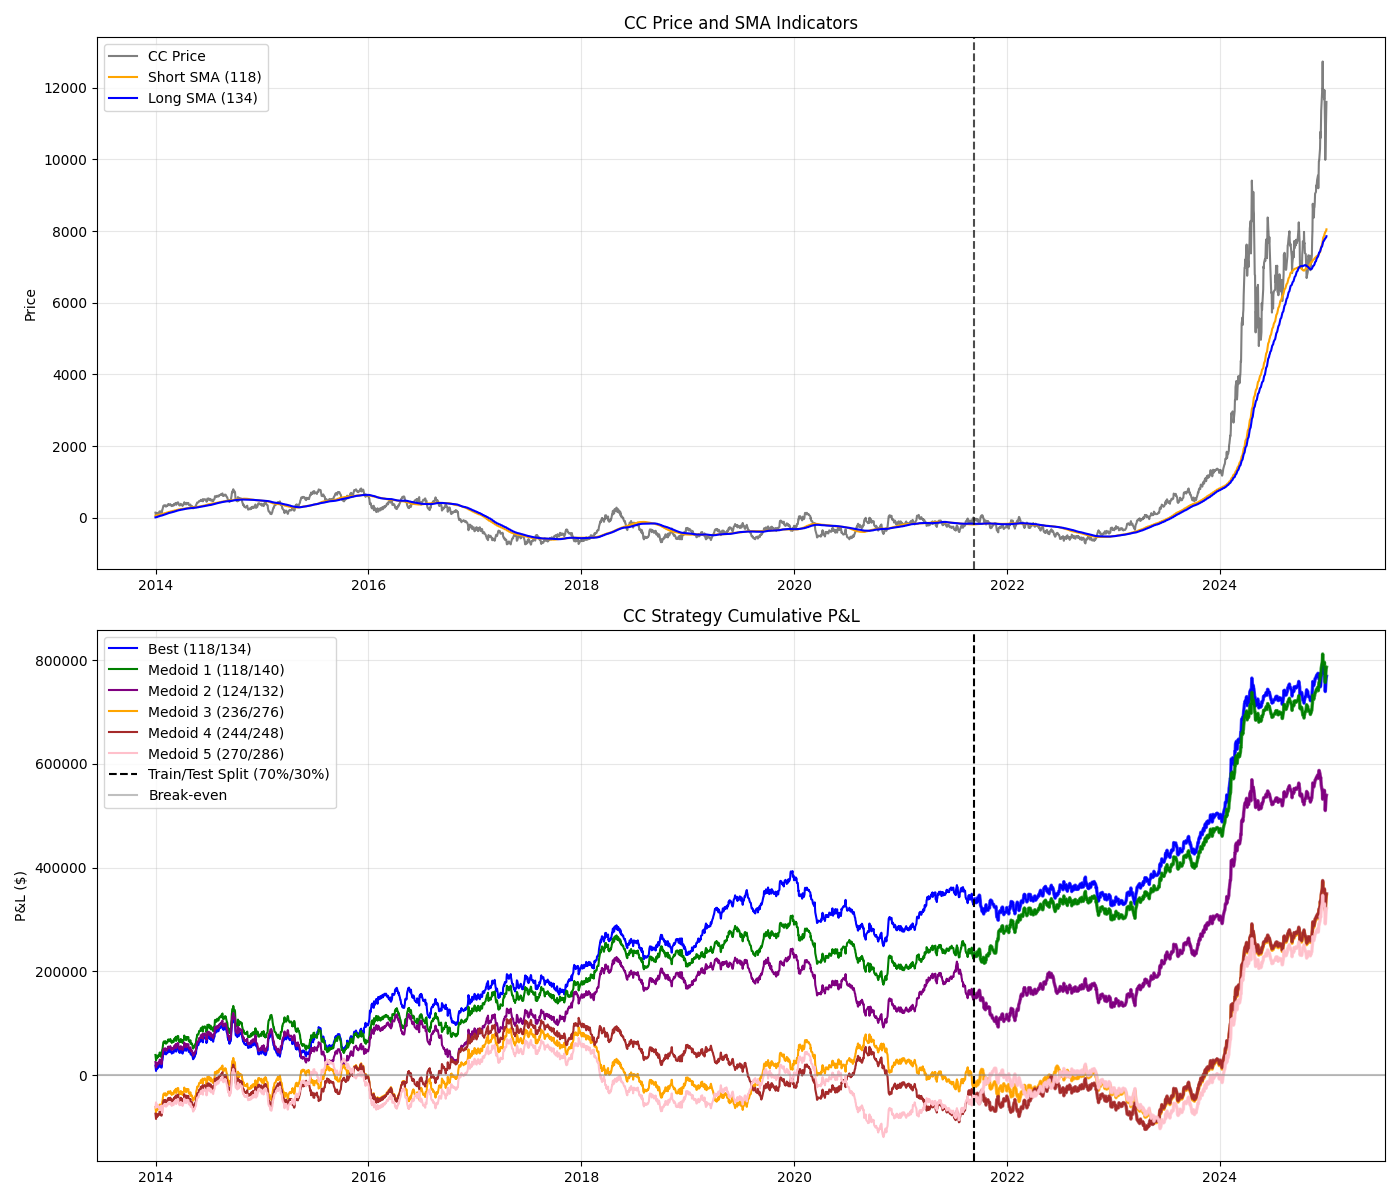 CC Price and SMA Indicators
CC Price
Short SMA (118)
Long SMA (134)
Price
12000
10000
8000
6000
4000
2000
0
2014
2016
2018
2020
2022
2024
CC Strategy Cumulative P&L
Best (118/134)
Medoid 1 (118/140)
Medoid 2 (124/132)
Medoid 3 (236/276)
Medoid 4 (244/248)
Medoid 5 (270/286)
Train/Test Split (70%/30%)
Break-even
P&L ($)
800000
600000
400000
200000
0
2014
2016
2018
2020
2022
2024